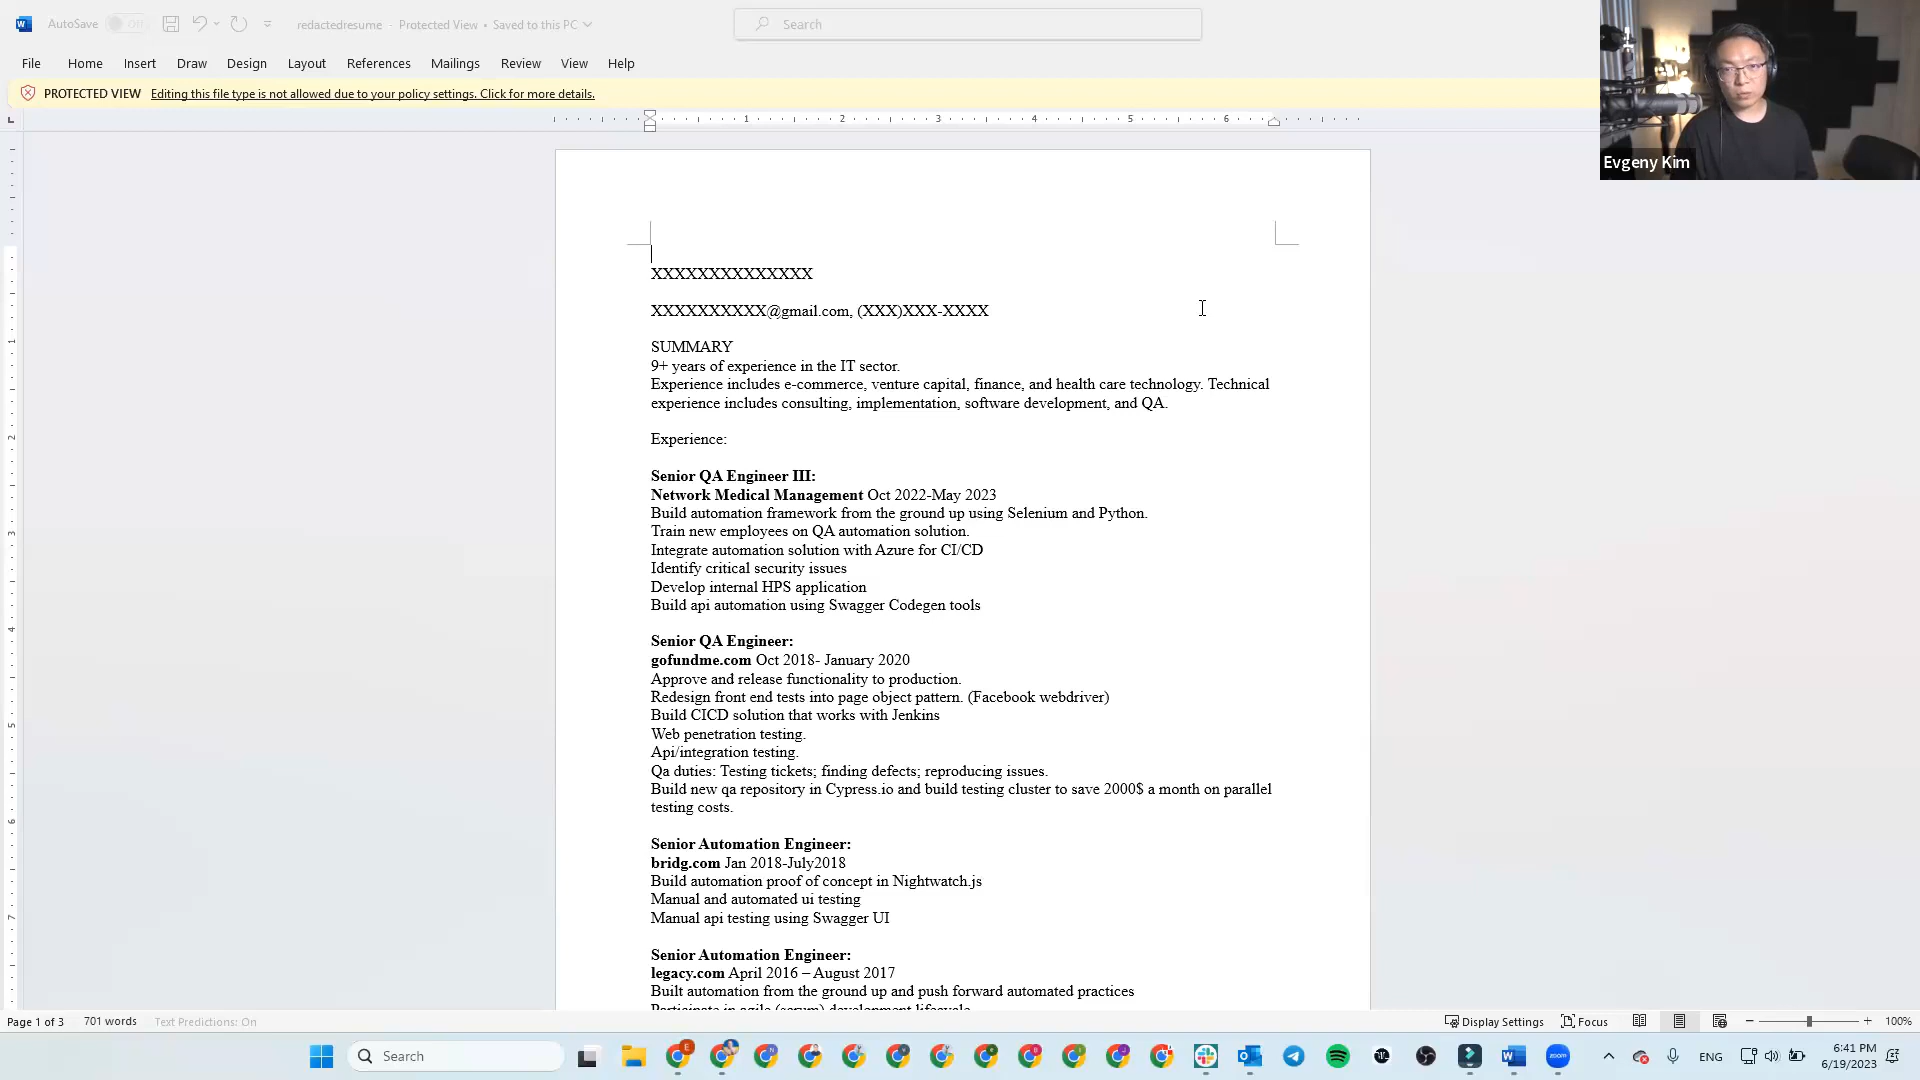 AutoSave Off redactedresume - Protected View • Saved to this PC Search
File Home Insert Draw Design Layout References Mailings Review View Help
PROTECTED VIEW Editing this file type is not allowed due to your policy settings. Click for more details.
Evgeny Kim
1 2 3 4 5 6
XXXXXXXXXXXXXX
XXXXXXXXXX@gmail.com, (XXX)XXX-XXXX
SUMMARY
9+ years of experience in the IT sector.
Experience includes e-commerce, venture capital, finance, and health care technology. Technical
experience includes consulting, implementation, software development, and QA.
Experience:
Senior QA Engineer III:
Network Medical Management Oct 2022-May 2023
Build automation framework from the ground up using Selenium and Python.
Train new employees on QA automation solution.
Integrate automation solution with Azure for CI/CD
Identify critical security issues
Develop internal HPS application
Build api automation using Swagger Codegen tools
Senior QA Engineer:
gofundme.com Oct 2018- January 2020
Approve and release functionality to production.
Redesign front end tests into page object pattern. (Facebook webdriver)
Build CICD solution that works with Jenkins
Web penetration testing.
Api/integration testing.
Qa duties: Testing tickets; finding defects; reproducing issues.
Build new qa repository in Cypress.io and build testing cluster to save 2000$ a month on parallel
testing costs.
Senior Automation Engineer:
bridg.com Jan 2018-July2018
Build automation proof of concept in Nightwatch.js
Manual and automated ui testing
Manual api testing using Swagger UI
Senior Automation Engineer:
legacy.com April 2016 – August 2017
Built automation from the ground up and push forward automated practices
Participate in agile (scrum) development lifecycle
Page 1 of 3 701 words Text Predictions: On Display Settings Focus 100%
Search ENG 6:41 PM
6/19/2023